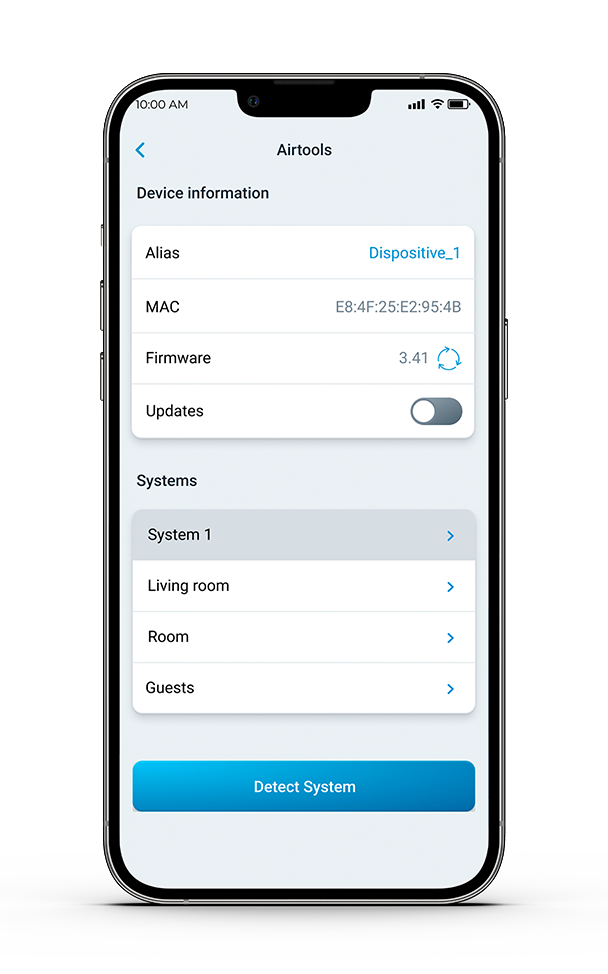 10:00 AM
Airtools
Device information
Alias Dispositive_1
MAC E8:4F:25:E2:95:4B
Firmware 3.41
Updates
Systems
System 1
Living room
Room
Guests
Detect System